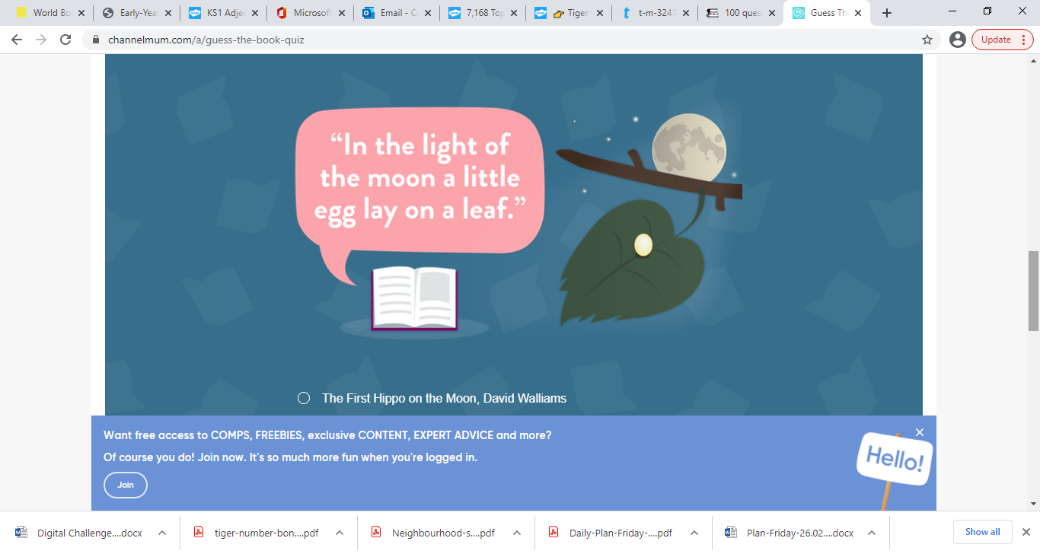 World Bo
Early-Yea
KS1 Adje
Microsof
Email - C
7,168 To
Tiger
t-m-324
100 ques
Guess Th
channelmum.com/a/guess-the-book-quiz
Update
“In the light of
the moon a little
egg lay on a leaf.”
The First Hippo on the Moon, David Walliams
Want free access to COMPS, FREEBIES, exclusive CONTENT, EXPERT ADVICE and more?
Of course you do! Join now. It's so much more fun when you're logged in.
Join
Hello!
Digital Challenge....docx
tiger-number-bon....pdf
Neighbourhood-s....pdf
Daily-Plan-Friday-....pdf
Plan-Friday-26.02....docx
Show all